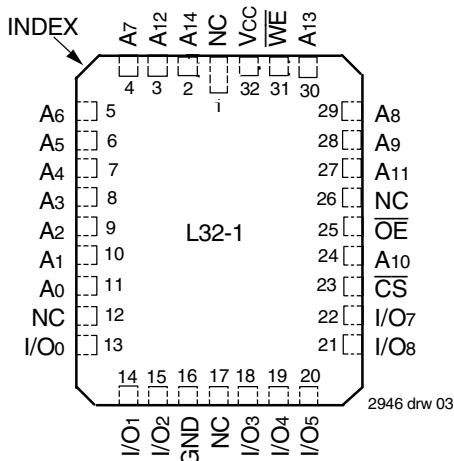 INDEX
A7 A12 A14 NC VCC WE A13
4 3 2 1 32 31 30
A6 5 29 A8
A5 6 28 A9
A4 7 27 A11
A3 8 26 NC
A2 9 L32-1 25 OE
A1 10 24 A10
A0 11 23 CS
NC 12 22 I/O7
I/O0 13 21 I/O8
14 15 16 17 18 19 20
I/O1 I/O2 GND NC I/O3 I/O4 I/O5
2946 drw 03